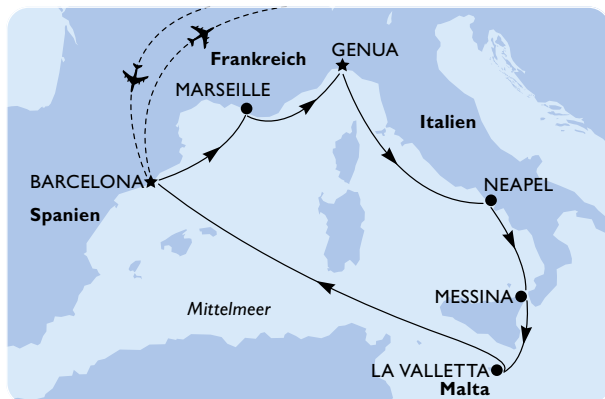 GENUA
Frankreich
MARSEILLE
Italien
BARCELONA
NEAPEL
Spanien
MESSINA
Mittelmeer
LA VALLETTA
Malta